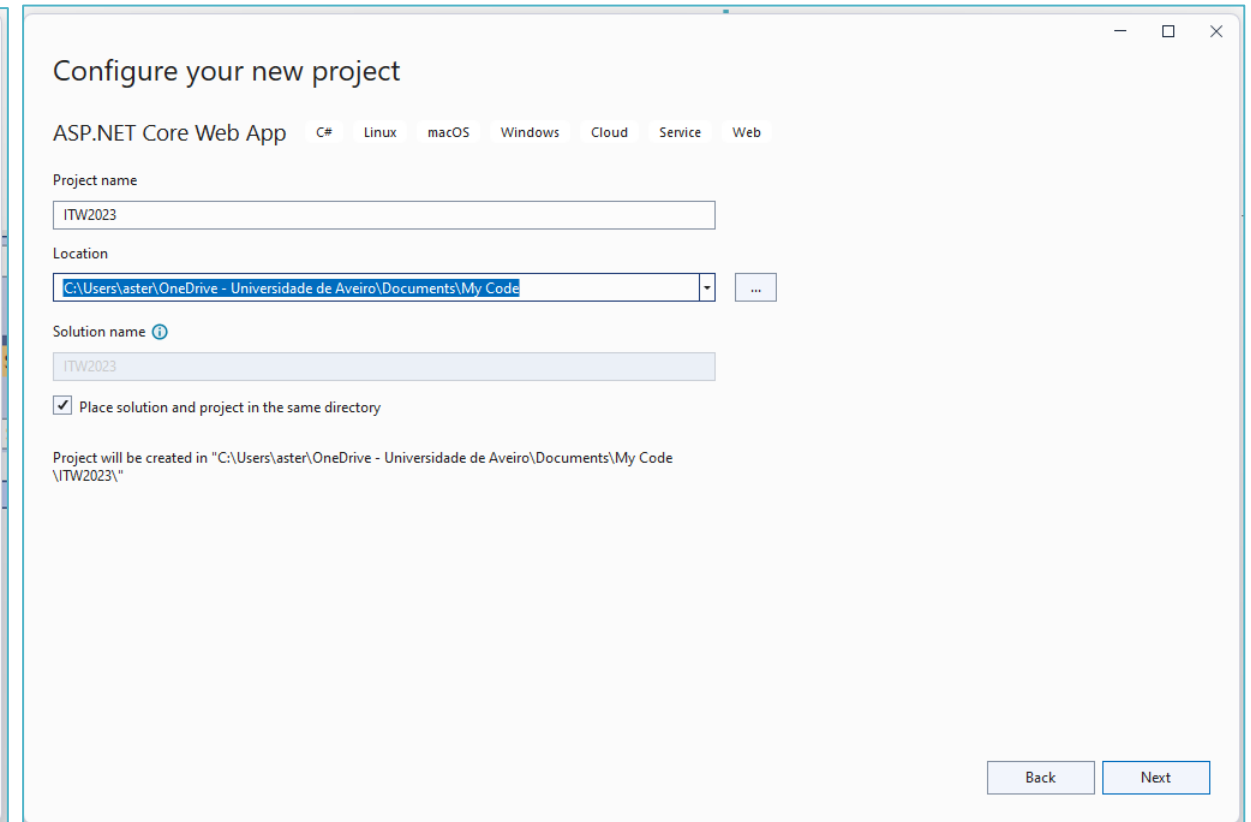 Configure your new project
ASP.NET Core Web App C# Linux macOS Windows Cloud Service Web
Project name
ITW2023
Location
C:\Users\aster\OneDrive - Universidade de Aveiro\Documents\My Code
...
Solution name
ITW2023
Place solution and project in the same directory
Project will be created in "C:\Users\aster\OneDrive - Universidade de Aveiro\Documents\My Code
\ITW2023\"
Back Next